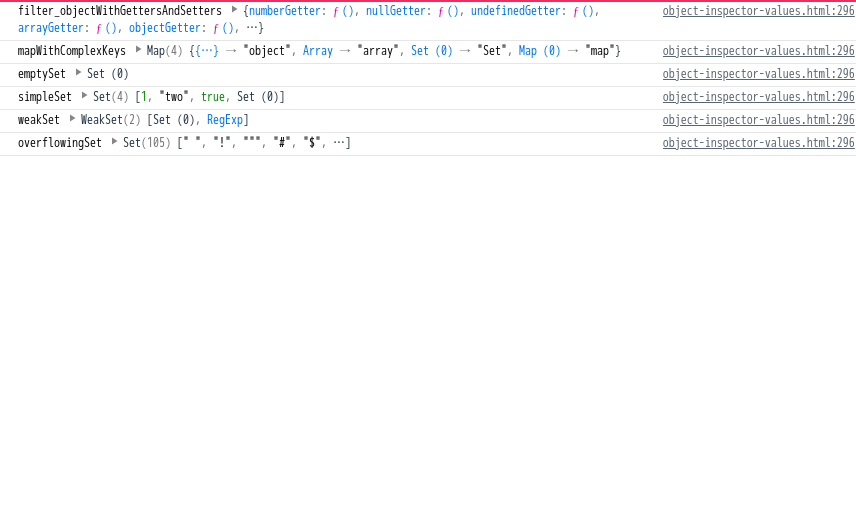 filter_objectWithGettersAndSetters ▶ {numberGetter: ƒ (), nullGetter: ƒ (), undefinedGetter: ƒ (), object-inspector-values.html:296
arrayGetter: ƒ (), objectGetter: ƒ (), …}
mapWithComplexKeys ▶ Map(4) {{…} → "object", Array → "array", Set (0) → "Set", Map (0) → "map"} object-inspector-values.html:296
emptySet ▶ Set (0) object-inspector-values.html:296
simpleSet ▶ Set(4) [1, "two", true, Set (0)] object-inspector-values.html:296
weakSet ▶ WeakSet(2) [Set (0), RegExp] object-inspector-values.html:296
overflowingSet ▶ Set(105) [" ", "!", """, "#", "$", …] object-inspector-values.html:296